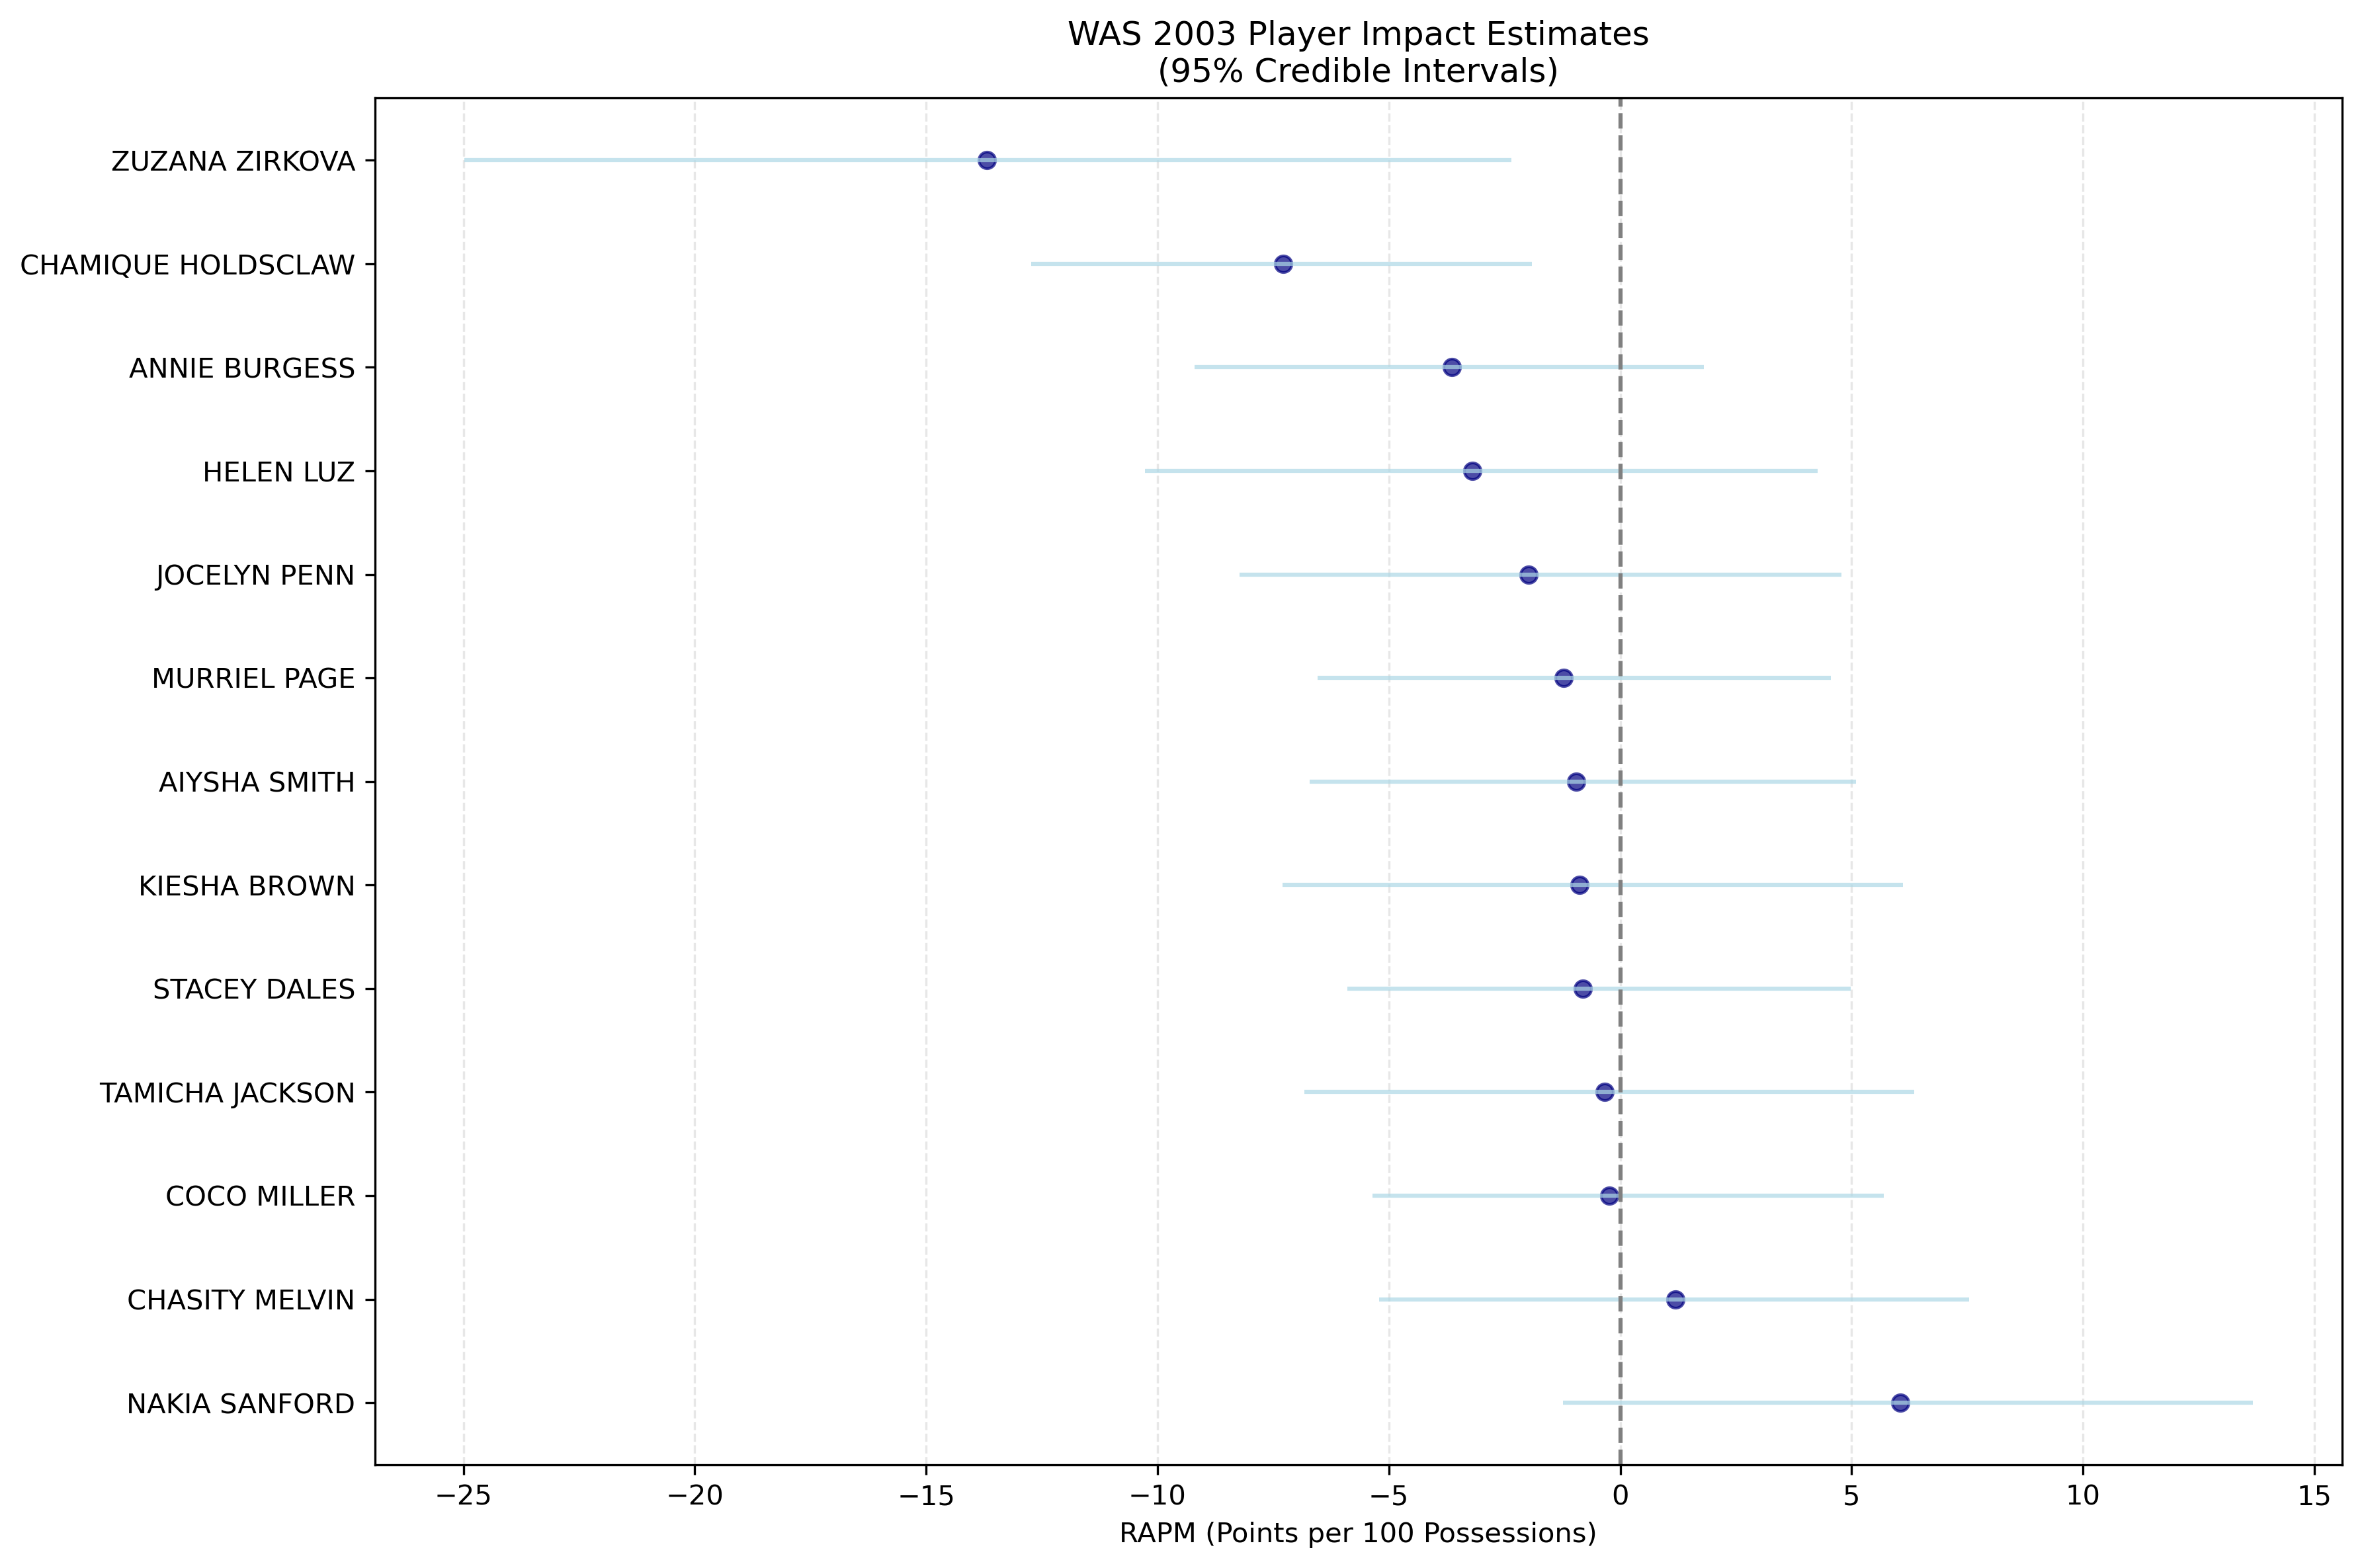 WAS 2003 Player Impact Estimates
(95% Credible Intervals)
ZUZANA ZIRKOVA
CHAMIQUE HOLDSCLAW
ANNIE BURGESS
HELEN LUZ
JOCELYN PENN
MURRIEL PAGE
AIYSHA SMITH
KIESHA BROWN
STACEY DALES
TAMICHA JACKSON
COCO MILLER
CHASITY MELVIN
NAKIA SANFORD
−25 −20 −15 −10 −5 0 5 10 15
RAPM (Points per 100 Possessions)